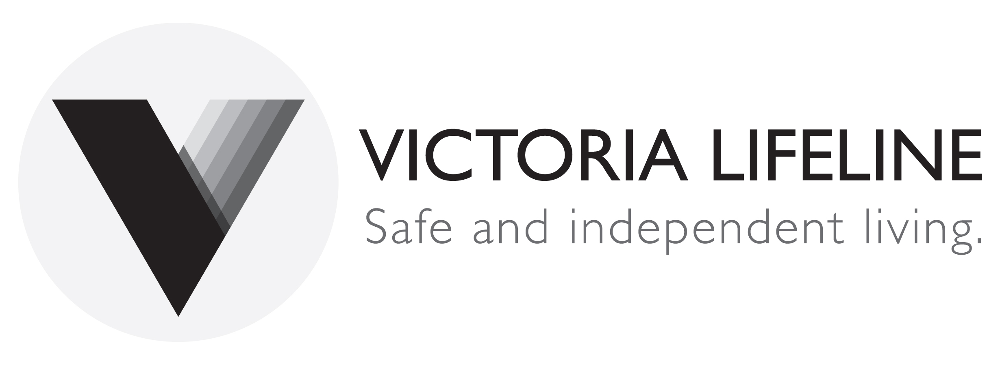 VICTORIA LIFELINE
Safe and independent living.